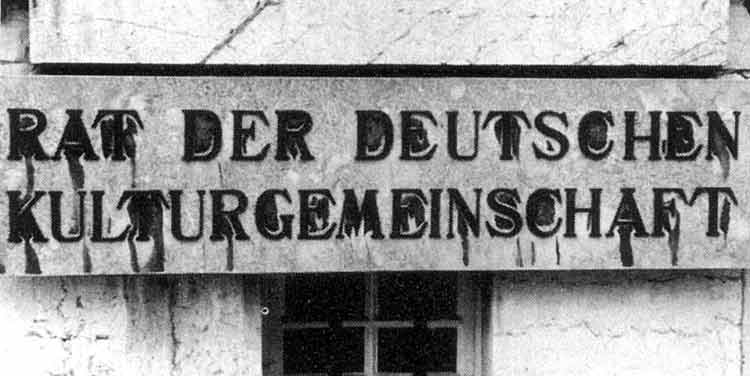 RAT DER DEUTSCHEN
KULTURGEMEINSCHAFT